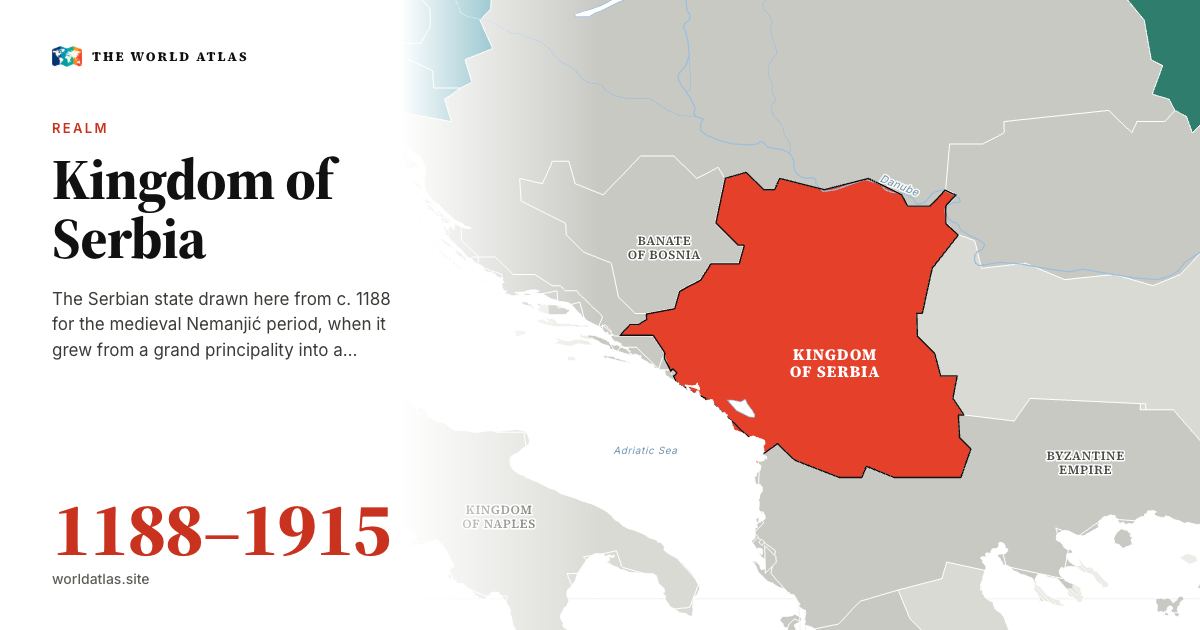 THE WORLD ATLAS
REALM
Kingdom of
Serbia
The Serbian state drawn here from c. 1188
for the medieval Nemanjić period, when it
grew from a grand principality into a...
1188–1915
worldatlas.site
Danube
BANATE
OF BOSNIA
KINGDOM
OF SERBIA
Adriatic Sea
BYZANTINE
EMPIRE
KINGDOM
OF NAPLES